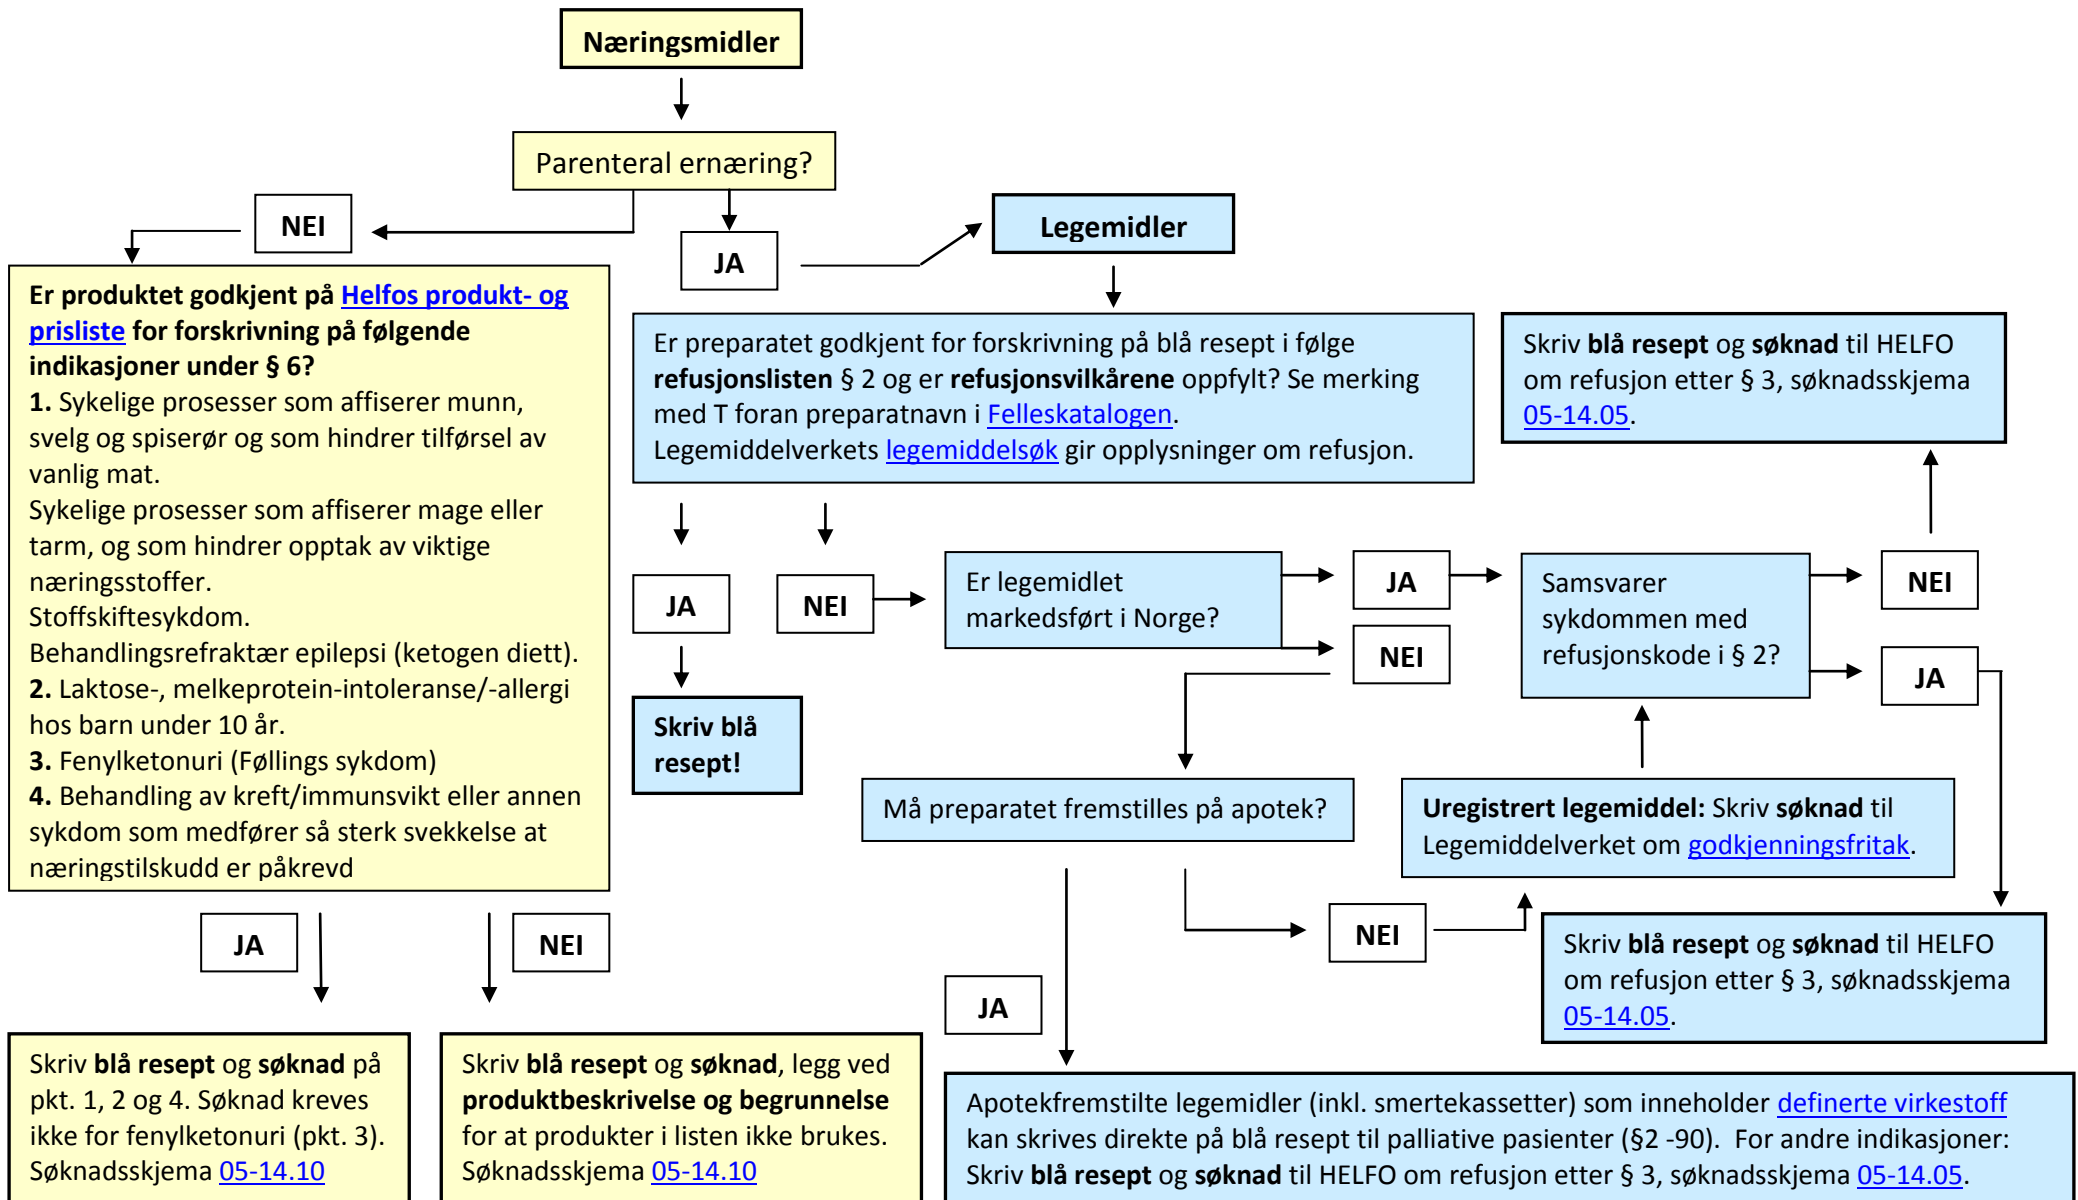 Næringsmidler
Parenteral ernæring?
NEI
JA
Legemidler
Er produktet godkjent på Helfos produkt- og
prisliste for forskrivning på følgende
indikasjoner under § 6?
1. Sykelige prosesser som affiserer munn,
svelg og spiserør og som hindrer tilførsel av
vanlig mat.
Sykelige prosesser som affiserer mage eller
tarm, og som hindrer opptak av viktige
næringsstoffer.
Stoffskiftesykdom.
Behandlingsrefraktær epilepsi (ketogen diett).
2. Laktose-, melkeprotein-intoleranse/-allergi
hos barn under 10 år.
3. Fenylketonuri (Føllings sykdom)
4. Behandling av kreft/immunsvikt eller annen
sykdom som medfører så sterk svekkelse at
næringstilskudd er påkrevd
JA
NEI
Skriv blå resept og søknad på
pkt. 1, 2 og 4. Søknad kreves
ikke for fenylketonuri (pkt. 3).
Søknadsskjema 05-14.10
Skriv blå resept og søknad, legg ved
produktbeskrivelse og begrunnelse
for at produkter i listen ikke brukes.
Søknadsskjema 05-14.10
Er preparatet godkjent for forskrivning på blå resept i følge
refusjonslisten § 2 og er refusjonsvilkårene oppfylt? Se merking
med T foran preparatnavn i Felleskatalogen.
Legemiddelverkets legemiddelsøk gir opplysninger om refusjon.
JA
NEI
Skriv blå
resept!
Er legemidlet
markedsført i Norge?
JA
NEI
Samsvarer
sykdommen med
refusjonskode i § 2?
NEI
JA
Skriv blå resept og søknad til HELFO
om refusjon etter § 3, søknadsskjema
05-14.05.
Må preparatet fremstilles på apotek?
Uregistrert legemiddel: Skriv søknad til
Legemiddelverket om godkjenningsfritak.
NEI
JA
Skriv blå resept og søknad til HELFO
om refusjon etter § 3, søknadsskjema
05-14.05.
Apotekfremstilte legemidler (inkl. smertekassetter) som inneholder definerte virkestoff
kan skrives direkte på blå resept til palliative pasienter (§2 -90).  For andre indikasjoner:
Skriv blå resept og søknad til HELFO om refusjon etter § 3, søknadsskjema 05-14.05.